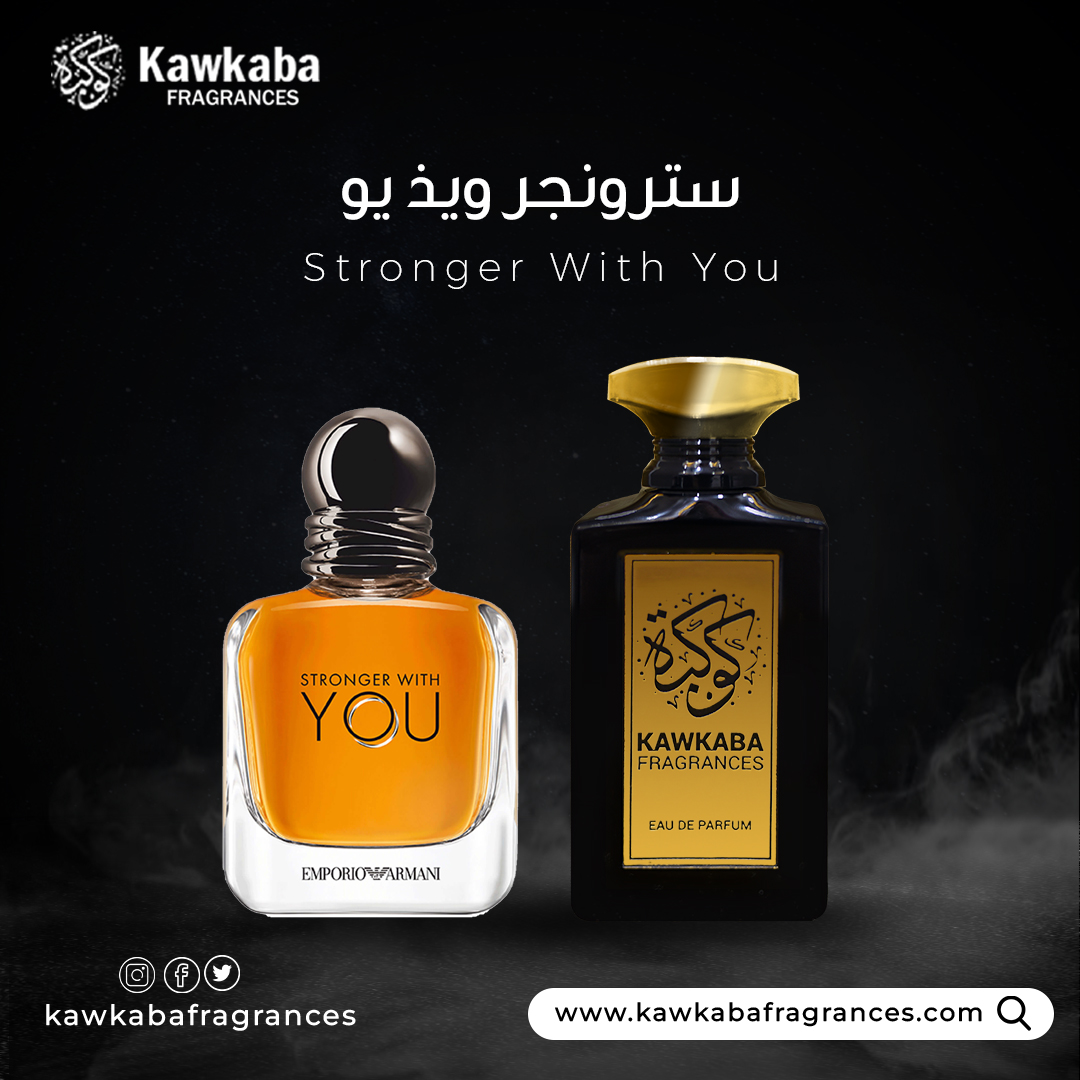 Kawkaba
FRAGRANCES
سترونجر ويذ يو
Stronger With You
STRONGER WITH
YOU
EMPORIO ARMANI
كوكبة
KAWKABA
FRAGRANCES
EAU DE PARFUM
kawkabafragrances
www.kawkabafragrances.com